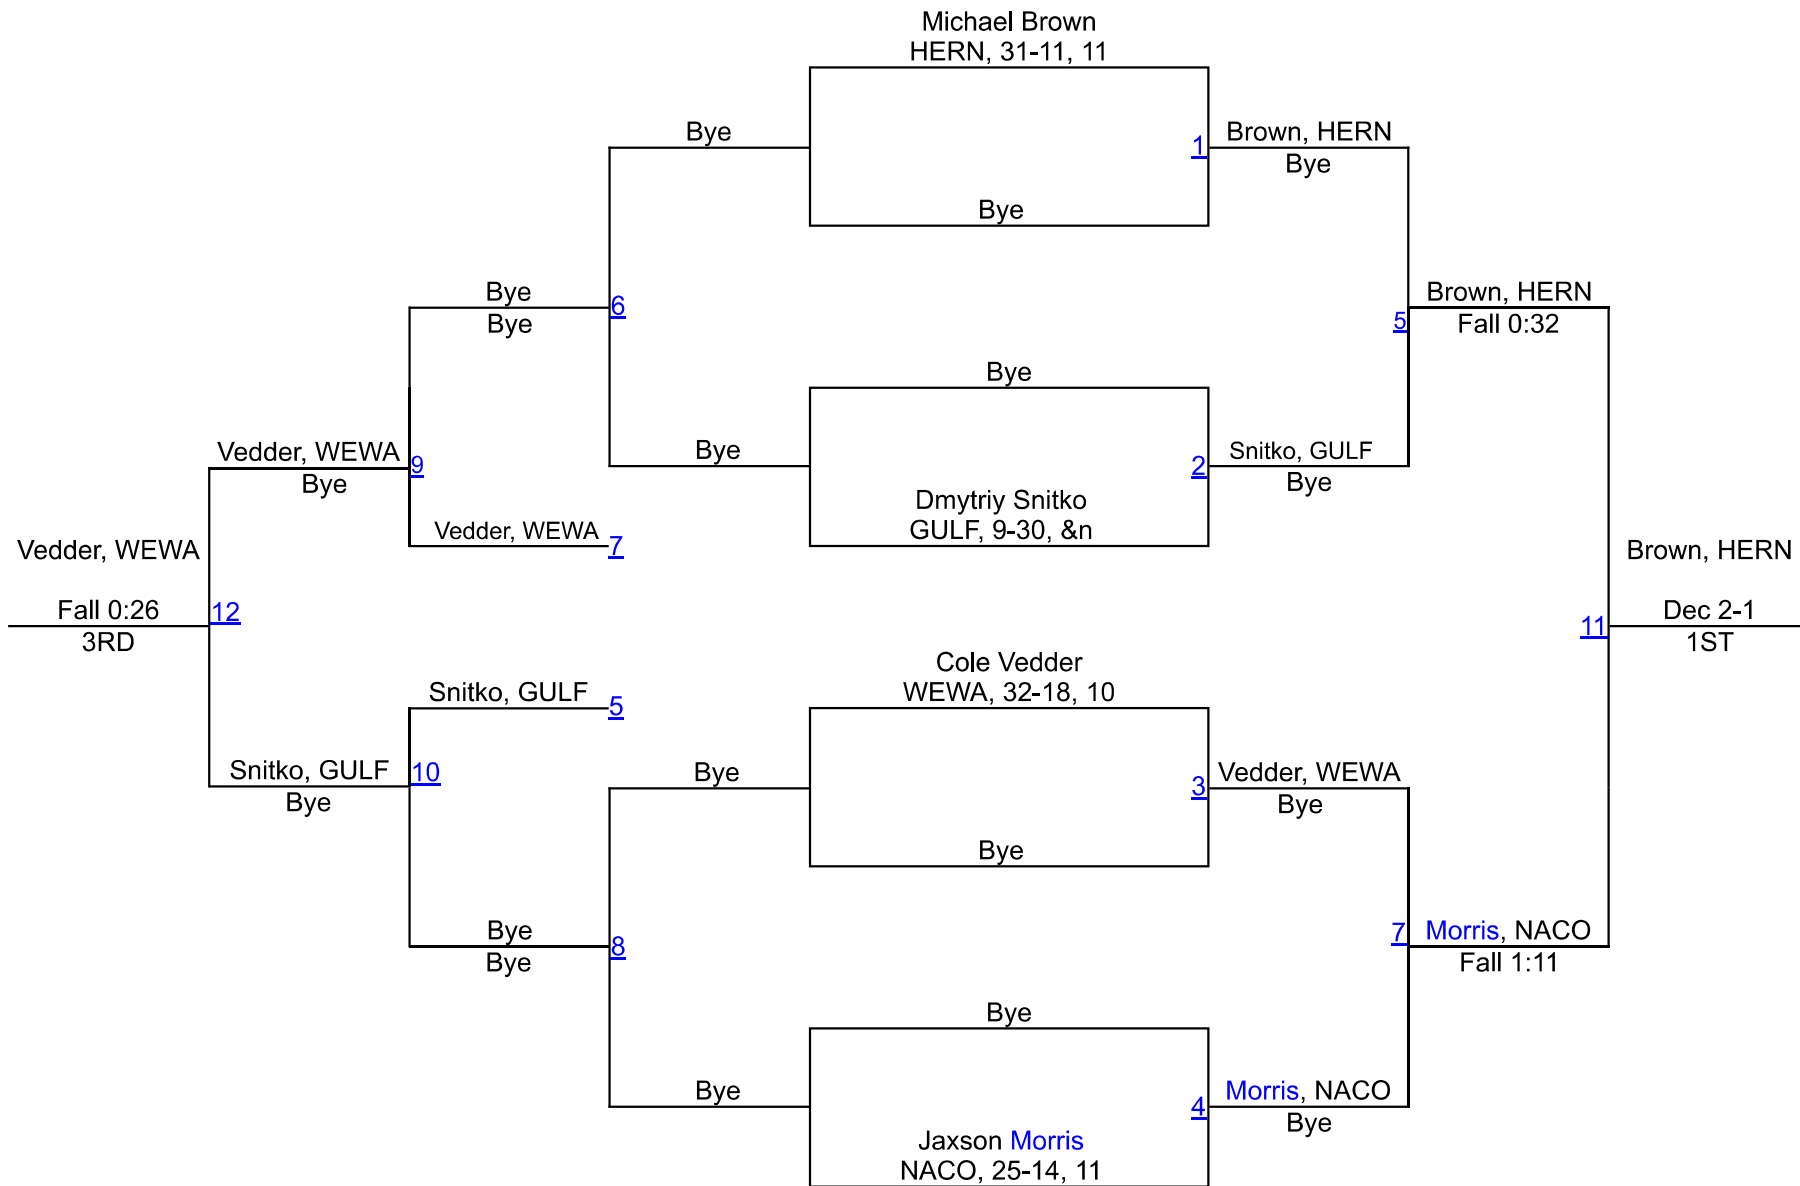 Michael Brown
HERN, 31-11, 11
Bye
1
Brown, HERN
Bye
Bye
Bye
Bye
6
Brown, HERN
Fall 0:32
5
Bye
Vedder, WEWA
Bye
9
Bye
2
Snitko, GULF
Bye
Dmytriy Snitko
GULF, 9-30, &n
Vedder, WEWA
7
Vedder, WEWA
Fall 0:26
3RD
12
Brown, HERN
Dec 2-1
1ST
11
Cole Vedder
WEWA, 32-18, 10
Snitko, GULF
5
Snitko, GULF
Bye
10
Bye
3
Vedder, WEWA
Bye
Bye
Bye
Bye
8
7
Morris, NACO
Fall 1:11
Bye
Bye
4
Morris, NACO
Bye
Jaxson Morris
NACO, 25-14, 11